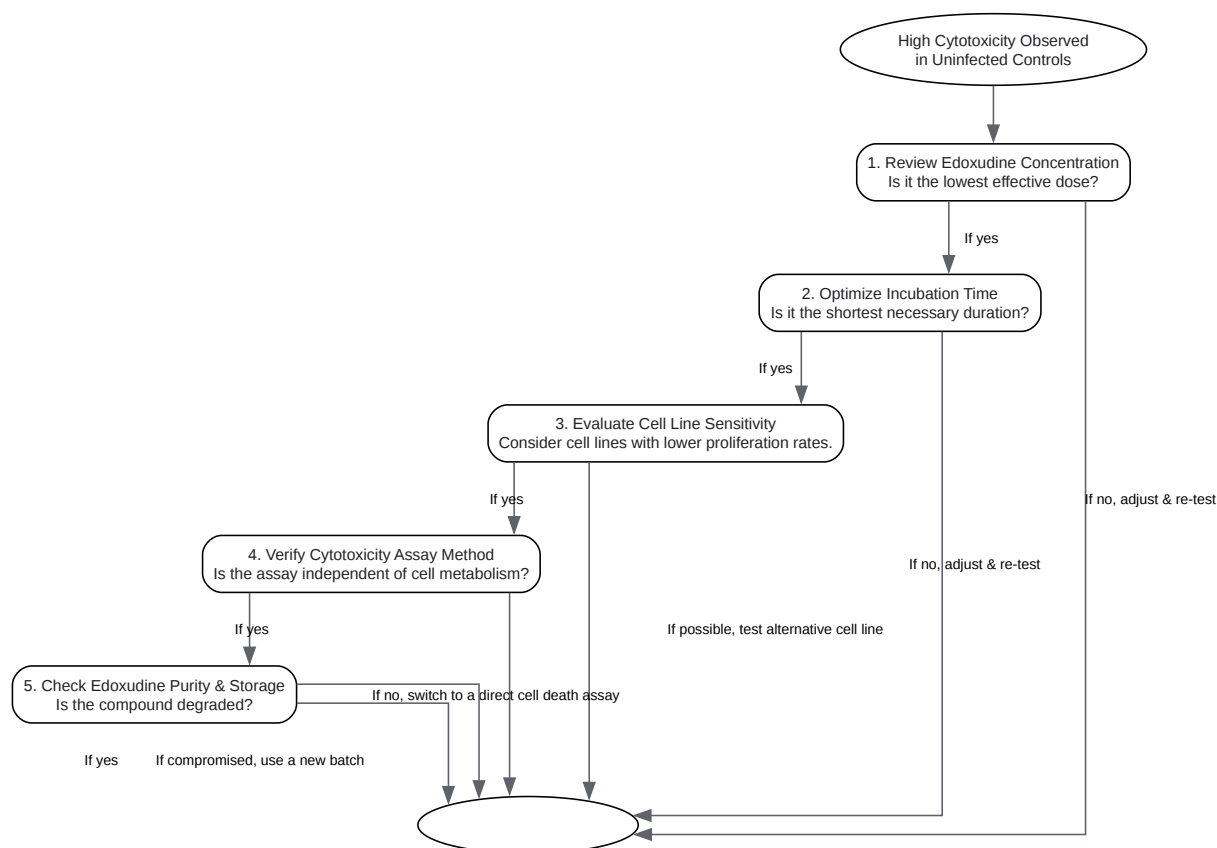 High Cytotoxicity Observed
in Uninfected Controls
1. Review Edoxudine Concentration
Is it the lowest effective dose?
If yes
2. Optimize Incubation Time
Is it the shortest necessary duration?
If yes
3. Evaluate Cell Line Sensitivity
Consider cell lines with lower proliferation rates.
If yes
If no, adjust & re-test
4. Verify Cytotoxicity Assay Method
Is the assay independent of cell metabolism?
If no, adjust & re-test
If yes
If possible, test alternative cell line
5. Check Edoxudine Purity & Storage
Is the compound degraded?
If no, switch to a direct cell death assay
If yes
If compromised, use a new batch